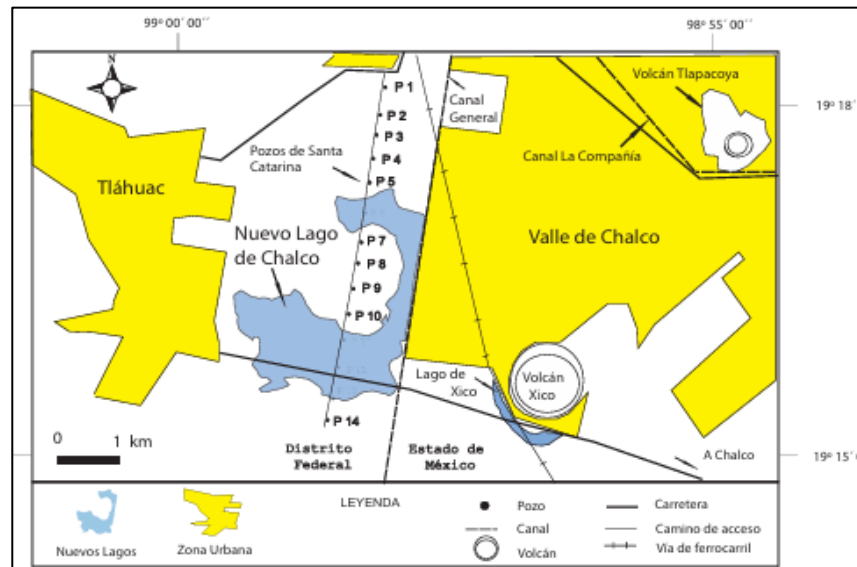 99º 00´ 00´´
98º 55´ 00´´
N
P 1
Canal
General
Volcán Tlapacoya
19º 18´
P 2
P 3
Pozos de Santa
Catarina
P 4
Canal La Compañía
P 5
Tláhuac
Nuevo Lago
de Chalco
P 7
Valle de Chalco
P 8
P 9
P 10
Lago de
Xico
Volcán
Xico
P 14
0 1 km
Distrito
Federal
Estado de
México
A Chalco
19º 15´ 0
LEYENDA
Nuevos Lagos
Zona Urbana
Pozo
Canal
Volcán
Carretera
Camino de acceso
Vía de ferrocarril